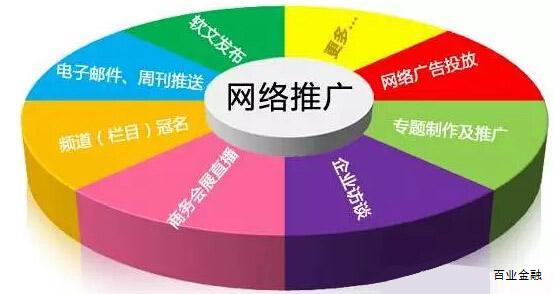 网络推广
软文发布
更多...
网络广告投放
专题制作及推广
企业访谈
商务会展直播
频道（栏目）冠名
电子邮件、周刊推送
百业金融